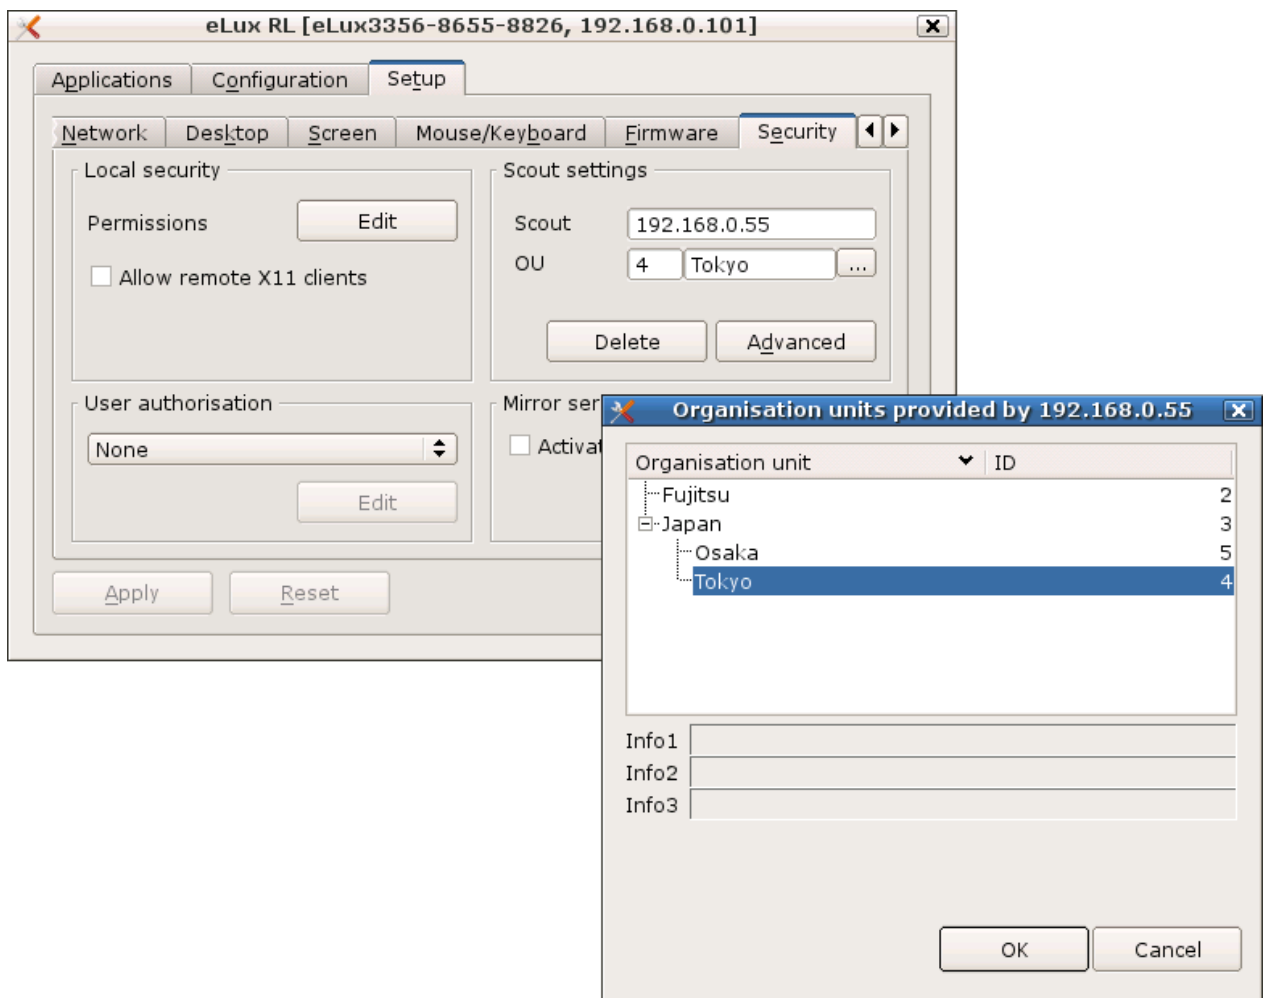 eLux RL [eLux3356-8655-8826, 192.168.0.101]
Applications Configuration Setup
Network Desktop Screen Mouse/Keyboard Firmware Security
Local security
Permissions Edit
Allow remote X11 clients
Scout settings
Scout 192.168.0.55
OU 4 Tokyo ...
Delete Advanced
User authorisation
None
Edit
Mirror ser
Activat
Apply Reset
Organisation units provided by 192.168.0.55
Organisation unit ID
Fujitsu 2
Japan 3
Osaka 5
Tokyo 4
Info1
Info2
Info3
OK Cancel